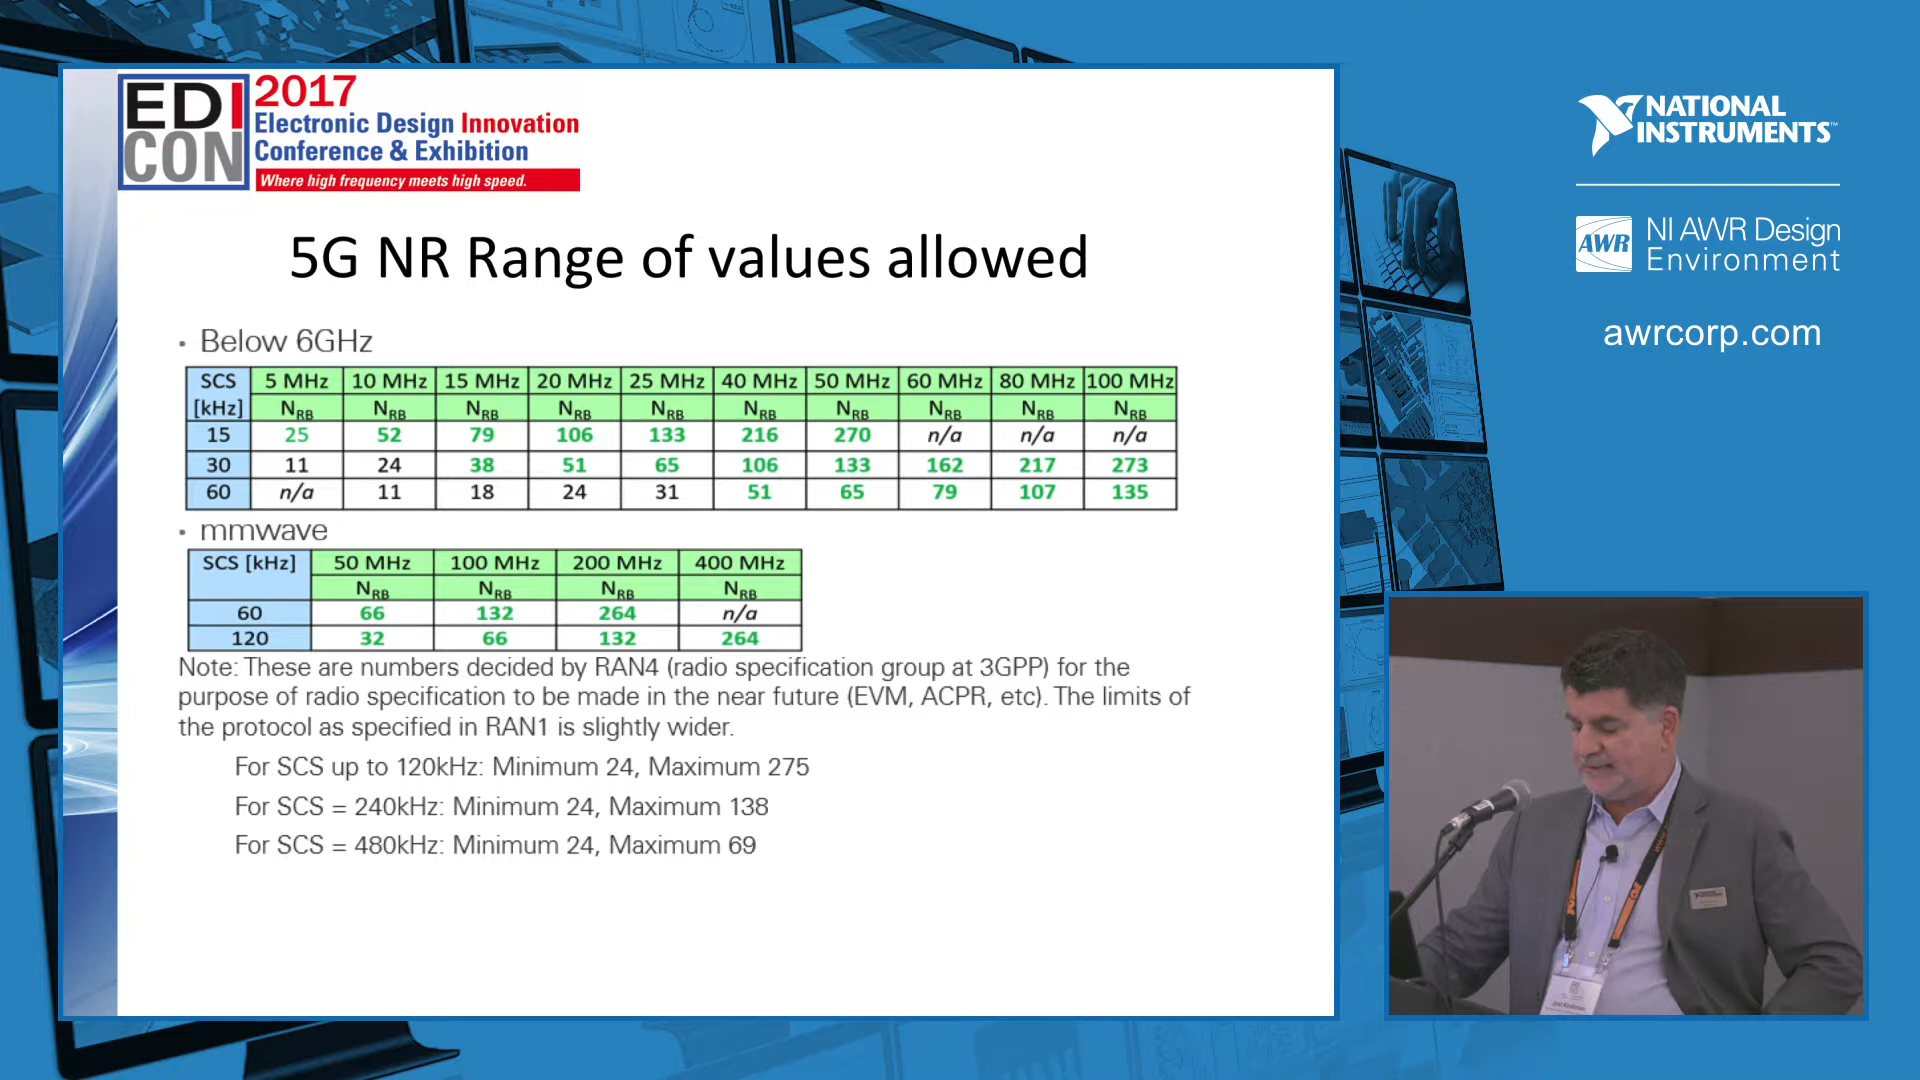 EDI
CON
2017
Electronic Design Innovation
Conference & Exhibition
Where high frequency meets high speed.
5G NR Range of values allowed
• Below 6GHz
SCS [kHz] 5 MHz 10 MHz 15 MHz 20 MHz 25 MHz 40 MHz 50 MHz 60 MHz 80 MHz 100 MHz
NRB NRB NRB NRB NRB NRB NRB NRB NRB NRB
15 25 52 79 106 133 216 270 n/a n/a n/a
30 11 24 38 51 65 106 133 162 217 273
60 n/a 11 18 24 31 51 65 79 107 135
• mmwave
SCS [kHz] 50 MHz 100 MHz 200 MHz 400 MHz
NRB NRB NRB NRB
60 66 132 264 n/a
120 32 66 132 264
Note: These are numbers decided by RAN4 (radio specification group at 3GPP) for the
purpose of radio specification to be made in the near future (EVM, ACPR, etc). The limits of
the protocol as specified in RAN1 is slightly wider.
For SCS up to 120kHz: Minimum 24, Maximum 275
For SCS = 240kHz: Minimum 24, Maximum 138
For SCS = 480kHz: Minimum 24, Maximum 69
NATIONAL
INSTRUMENTS™
AWR
NI AWR Design
Environment
awrcorp.com